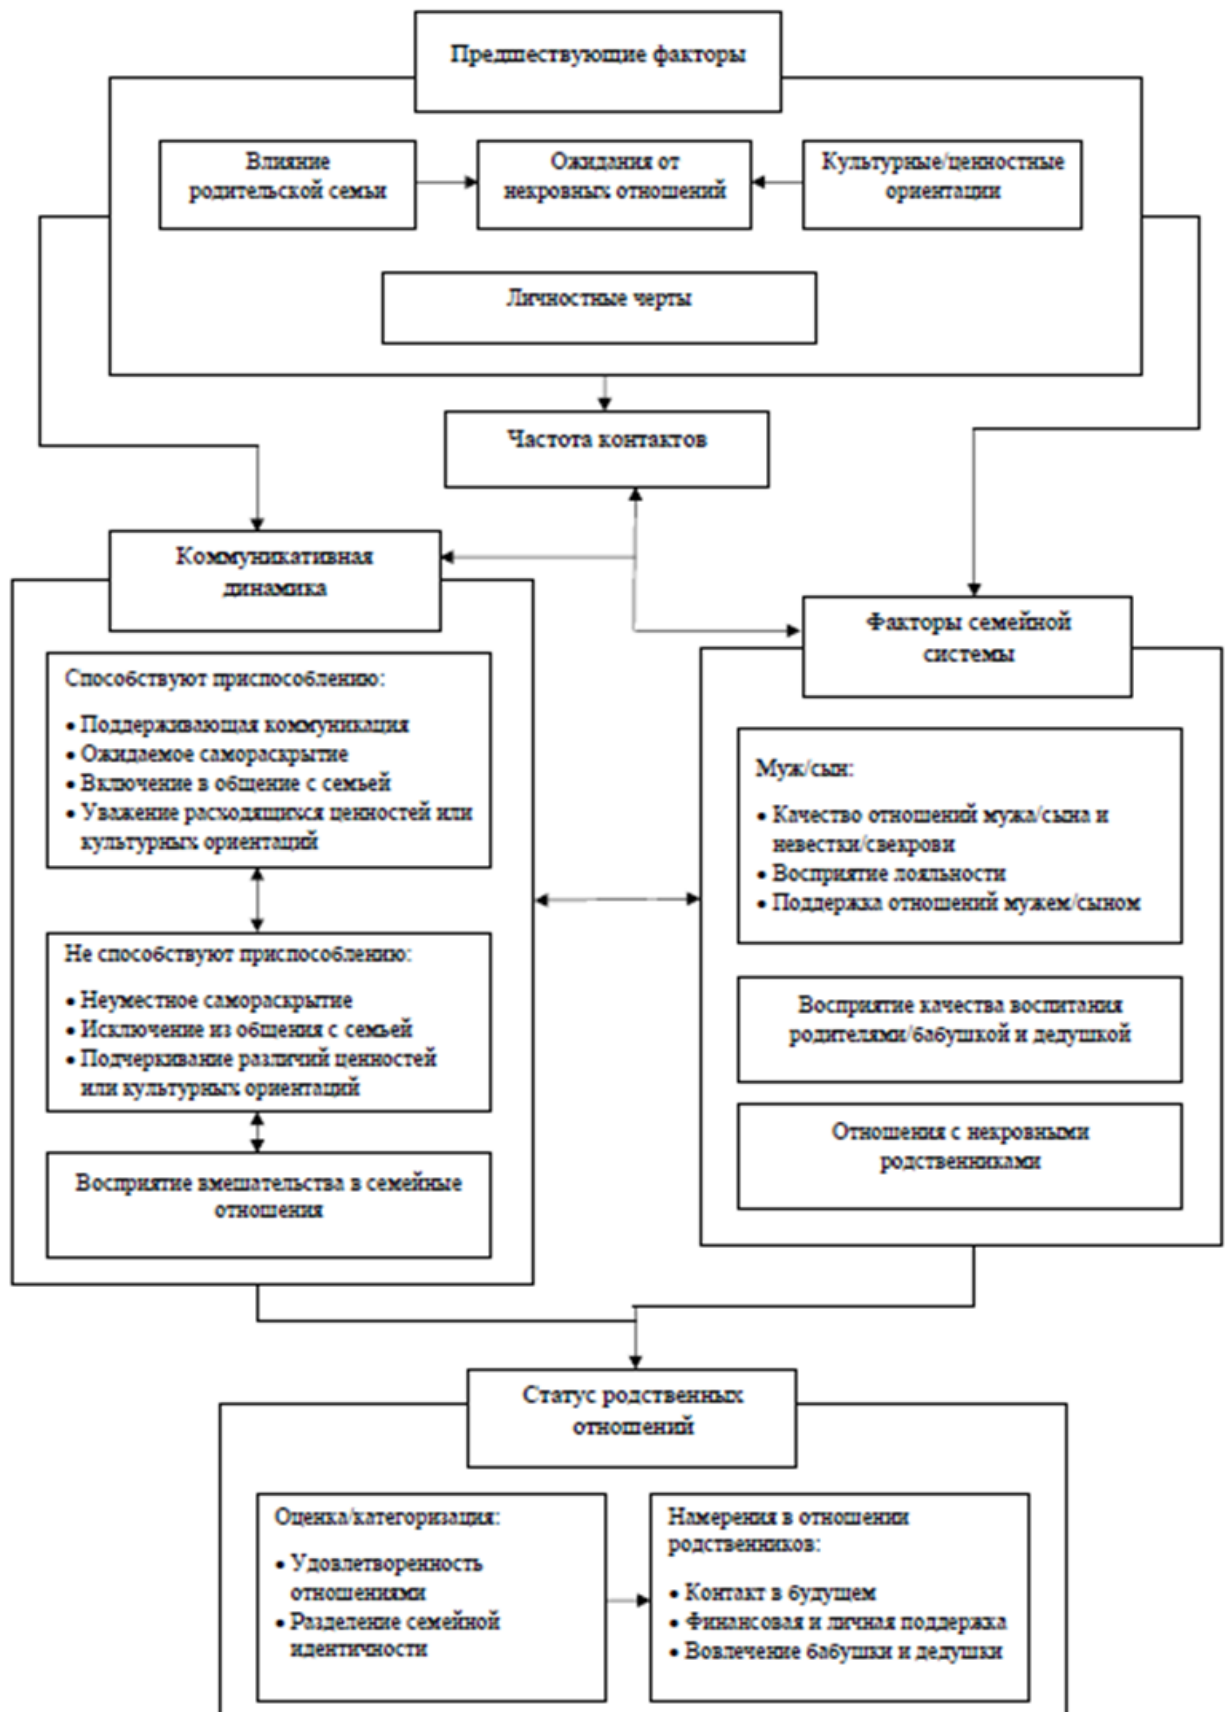 Предшествующие факторы
Влияние
родительской семьи
Ожидания от
некровных отношений
Культурные/ценностные
ориентации
Личностные черты
Частота контактов
Коммуникативная
динамика
Способствуют приспособлению:
• Поддерживающая коммуникация
• Ожидаемое самораскрытие
• Включение в общение с семьей
• Уважение расходящихся ценностей или
культурных ориентаций
Не способствуют приспособлению:
• Неуместное самораскрытие
• Исключение из общения с семьей
• Подчеркивание различий ценностей
или культурных ориентаций
Восприятие вмешательства в семейные
отношения
Факторы семейной
системы
Муж/сын:
• Качество отношений мужа/сына и
невестки/свекрови
• Восприятие лояльности
• Поддержка отношений мужем/сыном
Восприятие качества воспитания
родителями/бабушкой и дедушкой
Отношения с некровными
родственниками
Статус родственных
отношений
Оценка/категоризация:
• Удовлетворенность
отношениями
• Разделение семейной
идентичности
Намерения в отношении
родственников:
• Контакт в будущем
• Финансовая и личная поддержка
• Вовлечение бабушки и дедушки